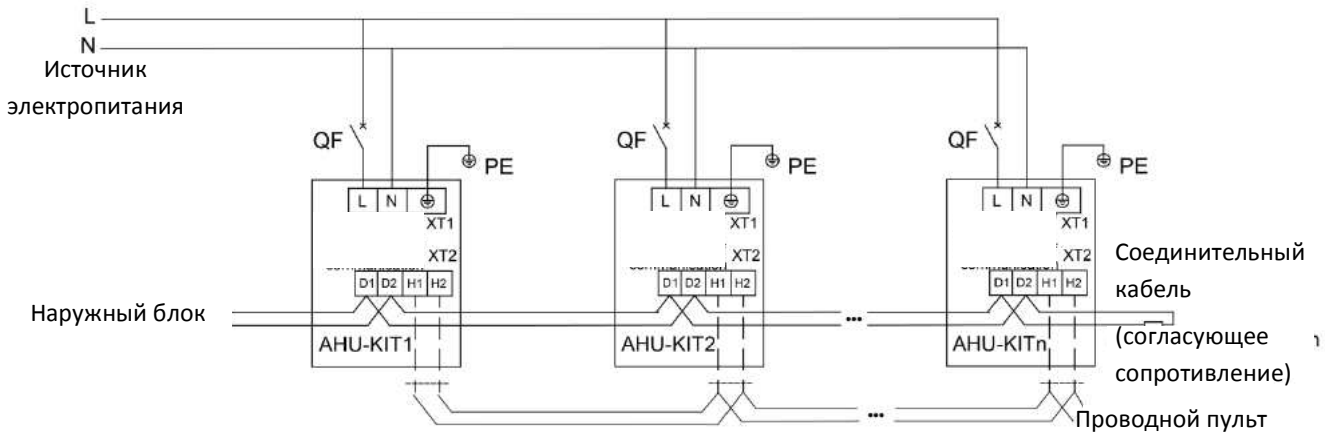 L
N
Источник
электропитания
QF
PE
QF
PE
QF
PE
L N
XT1
XT2
D1 D2 H1 H2
AHU-KIT1
L N
XT1
XT2
D1 D2 H1 H2
AHU-KIT2
L N
XT1
XT2
D1 D2 H1 H2
AHU-KITn
Наружный блок
...
...
Соединительный
кабель
(согласующее
сопротивление)
Проводной пульт